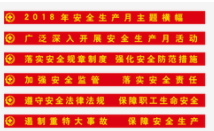 2018年安全生产月主题横幅
广泛深入开展安全生产月活动
落实安全规章制度 强化安全防范措施
加强安全监管 落实安全责任
遵守安全法律法规 保障职工生命安全
遏制重特大事故 保障安全生产